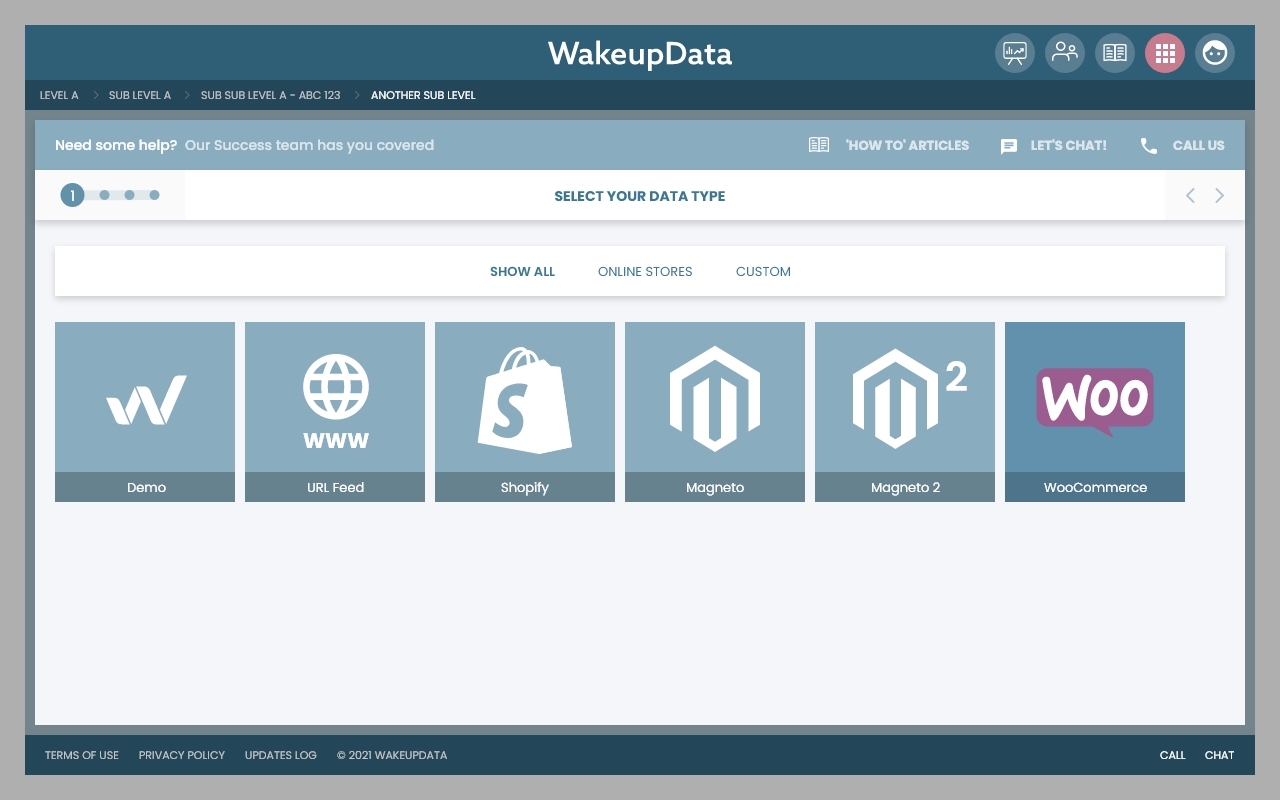 WakeupData
LEVEL A SUB LEVEL A SUB SUB LEVEL A - ABC 123 ANOTHER SUB LEVEL
Need some help? Our Success team has you covered 'HOW TO' ARTICLES LET'S CHAT! CALL US
1 SELECT YOUR DATA TYPE
SHOW ALL ONLINE STORES CUSTOM
WWW
S
2
WOO
Demo URL Feed Shopify Magneto Magneto 2 WooCommerce
TERMS OF USE PRIVACY POLICY UPDATES LOG © 2021 WAKEUPDATA CALL CHAT